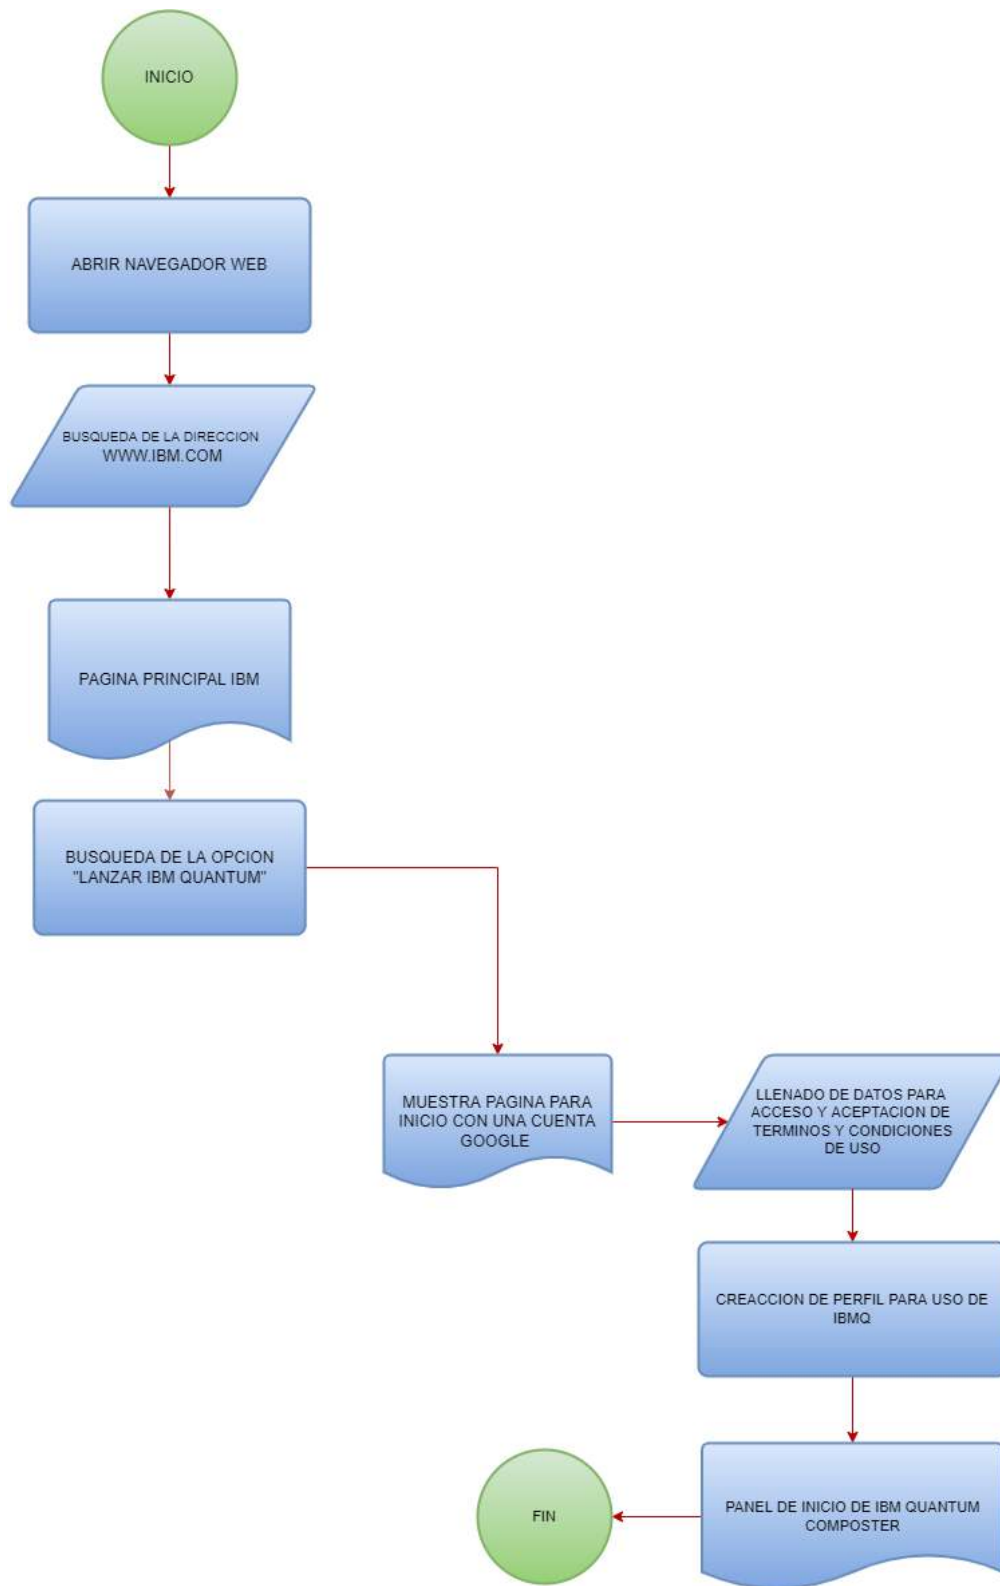 INICIO
ABRIR NAVEGADOR WEB
BUSQUEDA DE LA DIRECCION
WWW.IBM.COM
PAGINA PRINCIPAL IBM
BUSQUEDA DE LA OPCION
"LANZAR IBM QUANTUM"
MUESTRA PAGINA PARA
INICIO CON UNA CUENTA
GOOGLE
LLENADO DE DATOS PARA
ACCESO Y ACEPTACION DE
TERMINOS Y CONDICIONES
DE USO
CREACCION DE PERFIL PARA USO DE
IBMQ
PANEL DE INICIO DE IBM QUANTUM
COMPOSTER
FIN